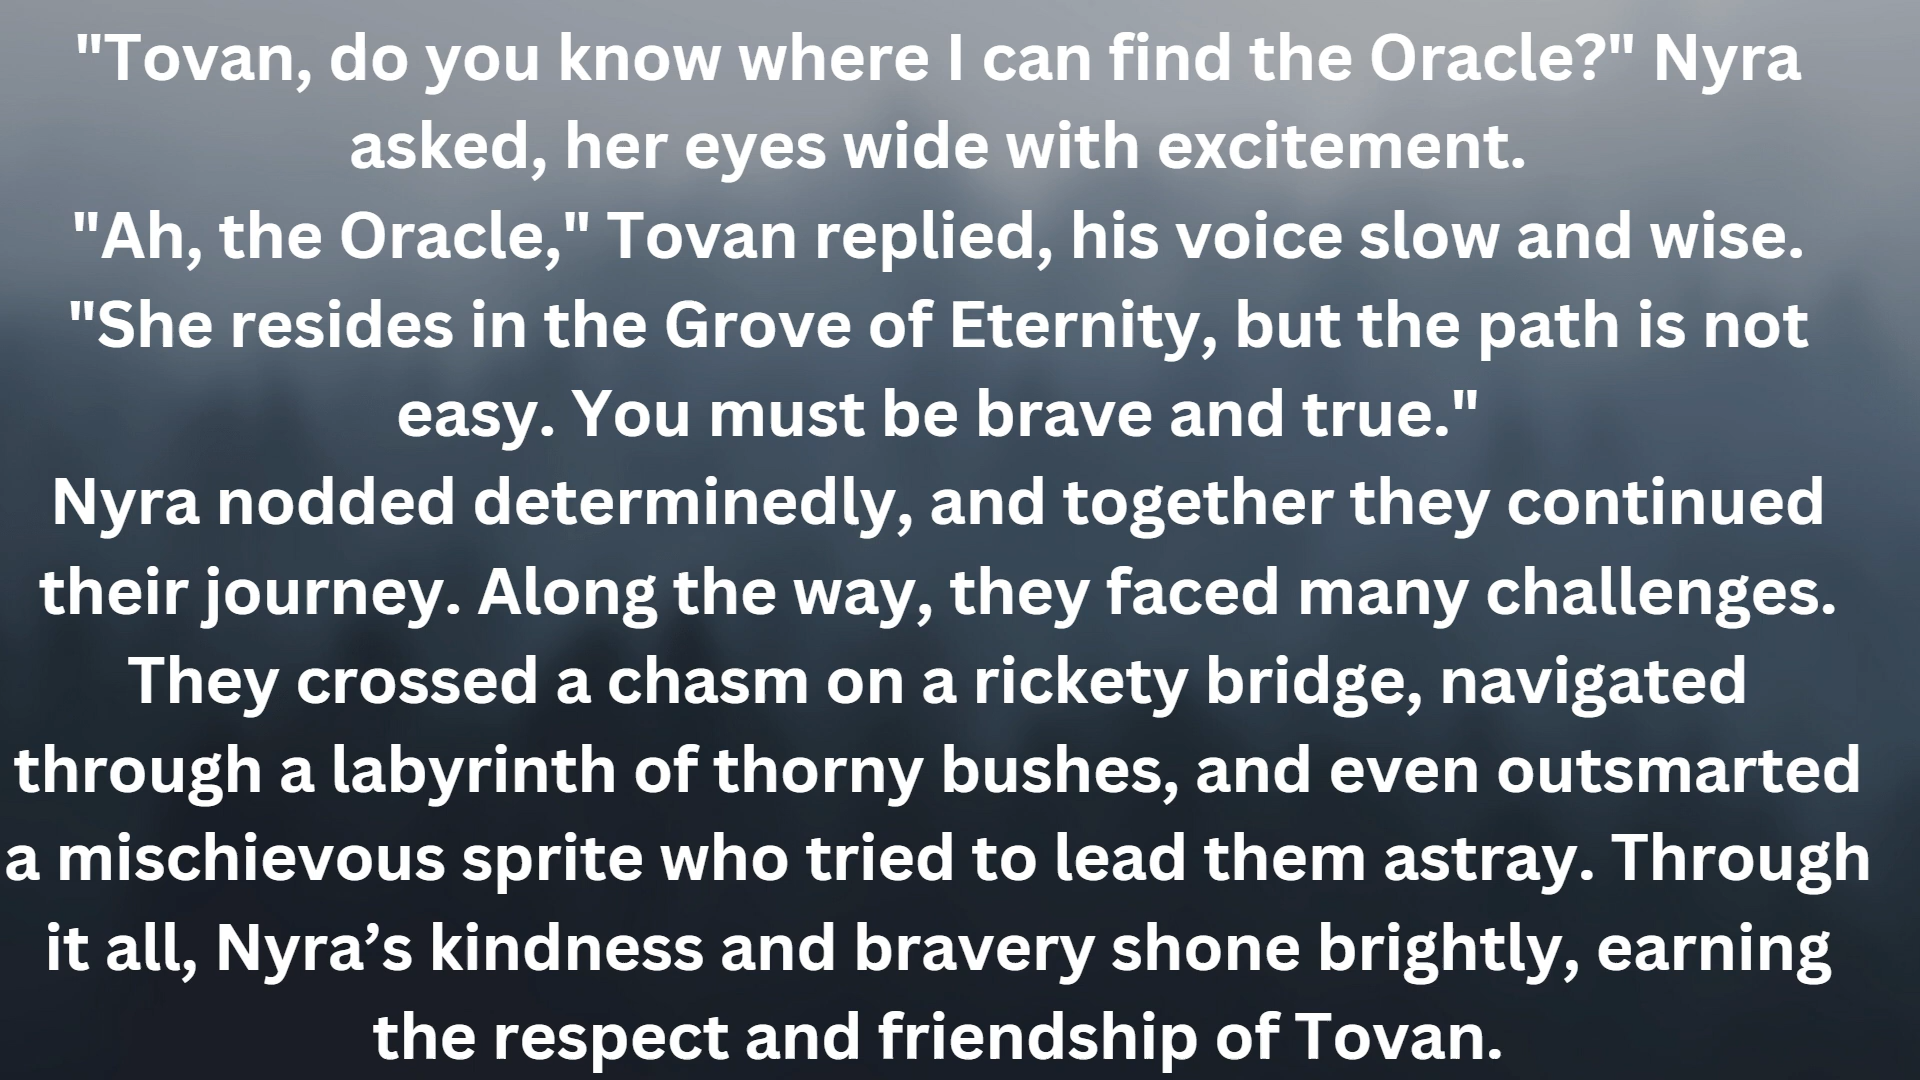 "Tovan, do you know where I can find the Oracle?" Nyra
asked, her eyes wide with excitement.
"Ah, the Oracle," Tovan replied, his voice slow and wise.
"She resides in the Grove of Eternity, but the path is not
easy. You must be brave and true."
Nyra nodded determinedly, and together they continued
their journey. Along the way, they faced many challenges.
They crossed a chasm on a rickety bridge, navigated
through a labyrinth of thorny bushes, and even outsmarted
a mischievous sprite who tried to lead them astray. Through
it all, Nyra’s kindness and bravery shone brightly, earning
the respect and friendship of Tovan.